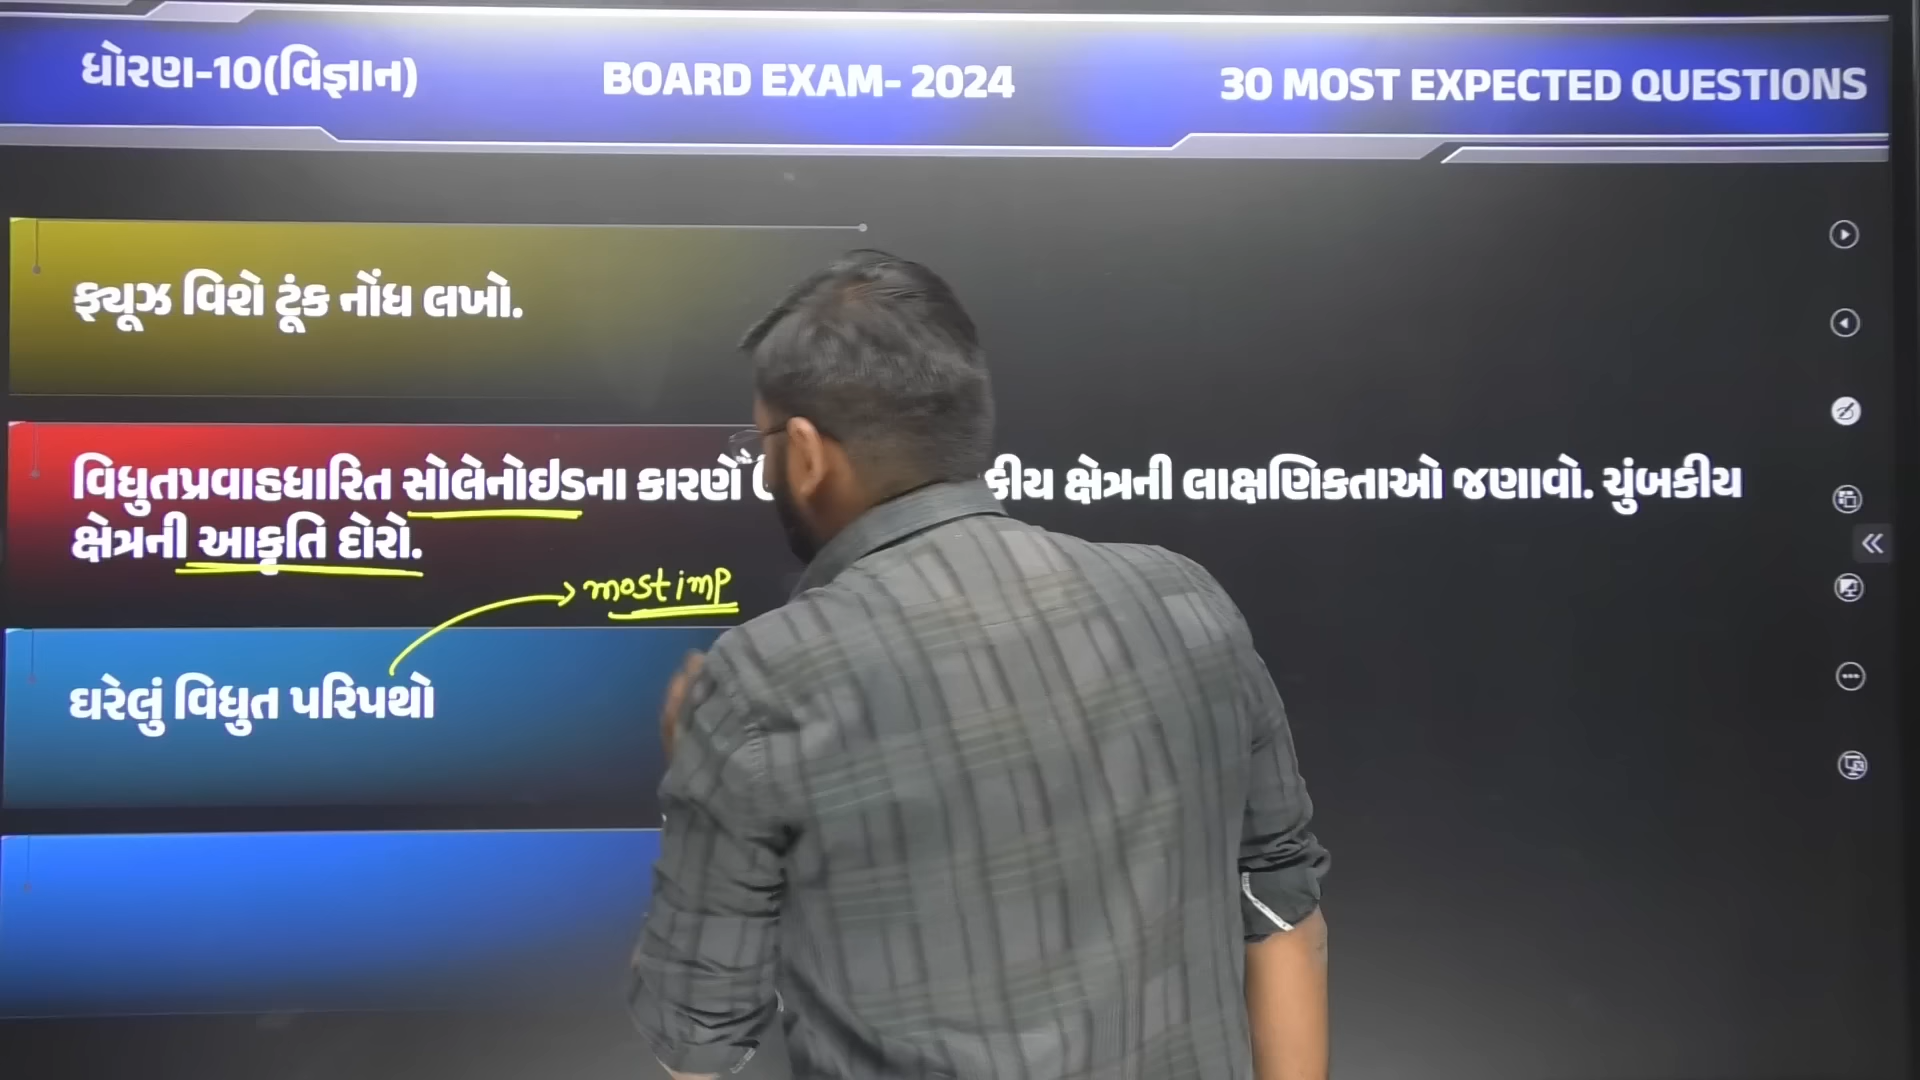 ધોરણ-10(વિજ્ઞાન)
BOARD EXAM- 2024
30 MOST EXPECTED QUESTIONS
ફ્યૂઝ વિશે ટૂંક નોંધ લખો.
વિધુતપ્રવાહધારિત સોલેનોઇડના કારણે કીય ક્ષેત્રની લાક્ષણિકતાઓ જણાવો. ચુંબકીય
ક્ષેત્રની આકૃતિ દોરો.
most imp
ઘરેલું વિધુત પરિપથો